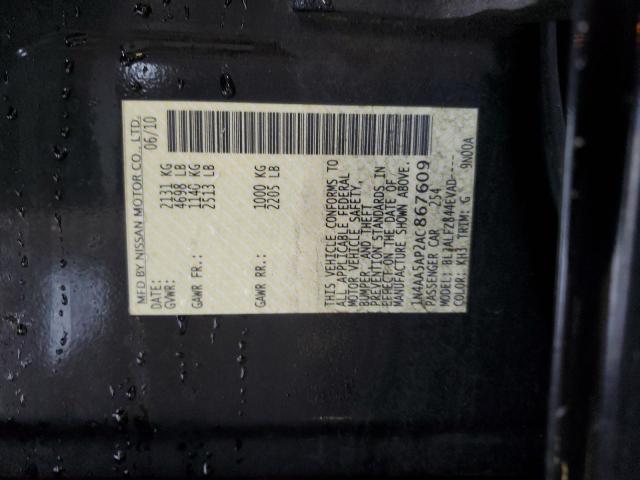 MFD BY NISSAN MOTOR CO., LTD.
DATE: 06/10
GVWR: 2131 KG
4698 LB
GAWR FR.: 1140 KG
2513 LB
GAWR RR.: 1000 KG
2205 LB
THIS VEHICLE CONFORMS TO
ALL APPLICABLE FEDERAL
MOTOR VEHICLE SAFETY,
BUMPER, AND THEFT
PREVENTION STANDARDS IN
EFFECT ON THE DATE OF
MANUFACTURE SHOWN ABOVE.
1N4AA5AP2AC867609
PASSENGER CAR 254
MODEL: BLJALFZ844EVAD----
COLOR: KH3 TRIM: G 9N00A